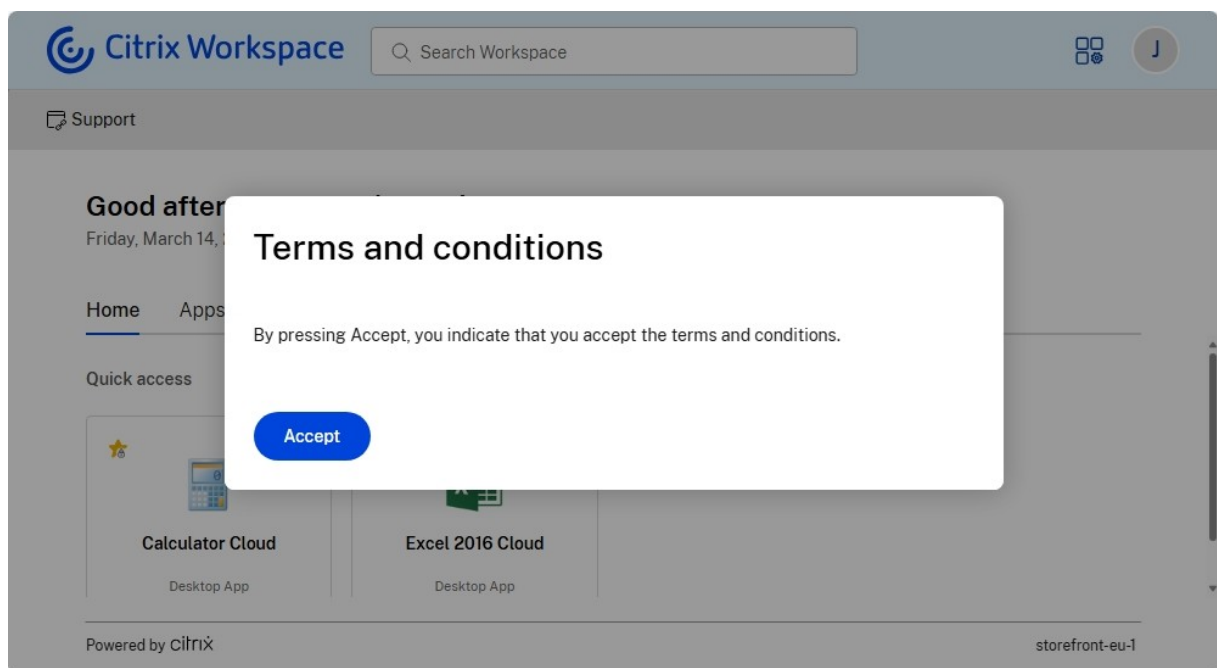 Citrix Workspace
Search Workspace
J
Support
Good after
Friday, March 14,
Terms and conditions
Home Apps
By pressing Accept, you indicate that you accept the terms and conditions.
Quick access
Accept
Calculator Cloud Excel 2016 Cloud
Desktop App Desktop App
Powered by citrix storefront-eu-1